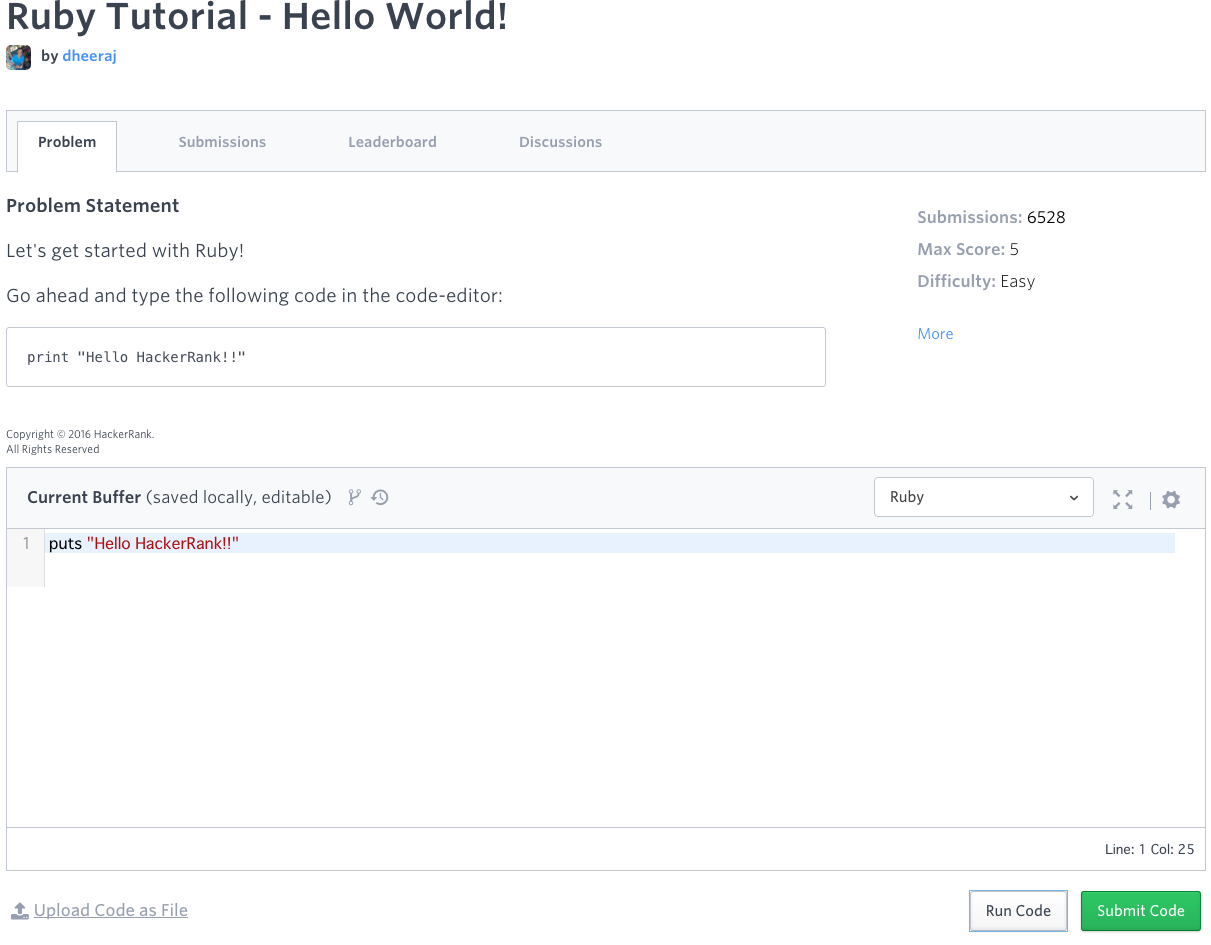 Ruby Tutorial - Hello World!
by dheeraj
Problem Submissions Leaderboard Discussions
Problem Statement
Let's get started with Ruby!
Go ahead and type the following code in the code-editor:
print "Hello HackerRank!!"
Submissions: 6528
Max Score: 5
Difficulty: Easy
More
Copyright © 2016 HackerRank.
All Rights Reserved
Current Buffer (saved locally, editable) Ruby
1 puts "Hello HackerRank!!"
Line: 1 Col: 25
Upload Code as File Run Code Submit Code